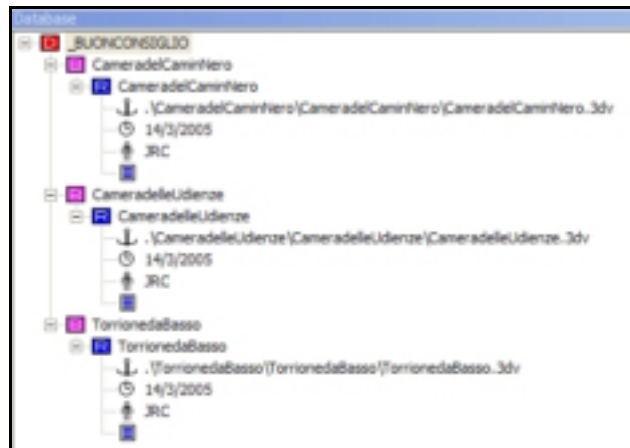 Database
_BUONCONSIGLIO
CameradelCaminNero
CameradelCaminNero
.\CameradelCaminNero\CameradelCaminNero\CameradelCaminNero.3dv
14/3/2005
JRC
CameradelleUdienze
CameradelleUdienze
.\CameradelleUdienze\CameradelleUdienze\CameradelleUdienze.3dv
14/3/2005
JRC
TorrionedaBasso
TorrionedaBasso
.\TorrionedaBasso\TorrionedaBasso\TorrionedaBasso.3dv
14/3/2005
JRC